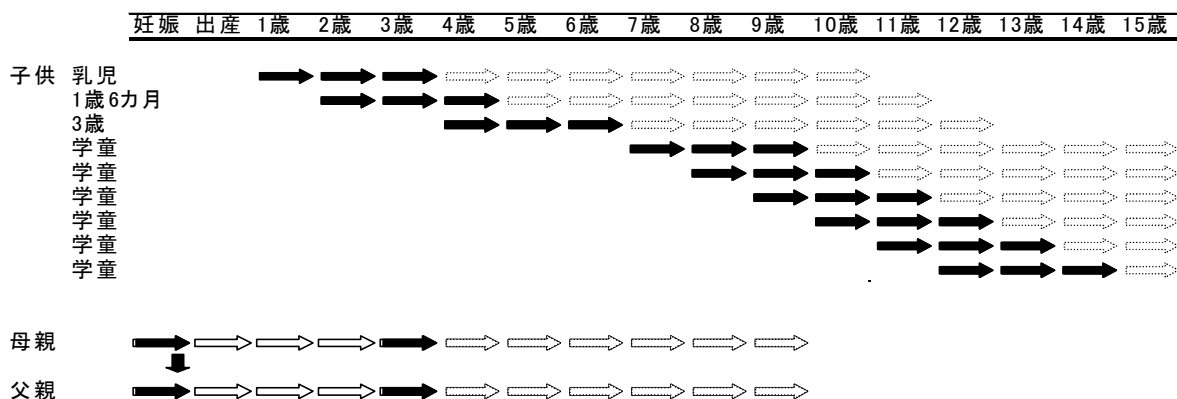 妊娠 出産 1歳 2歳 3歳 4歳 5歳 6歳 7歳 8歳 9歳 10歳 11歳 12歳 13歳 14歳 15歳
子供 乳児
1歳6カ月
3歳
学童
学童
学童
学童
学童
学童
母親
父親